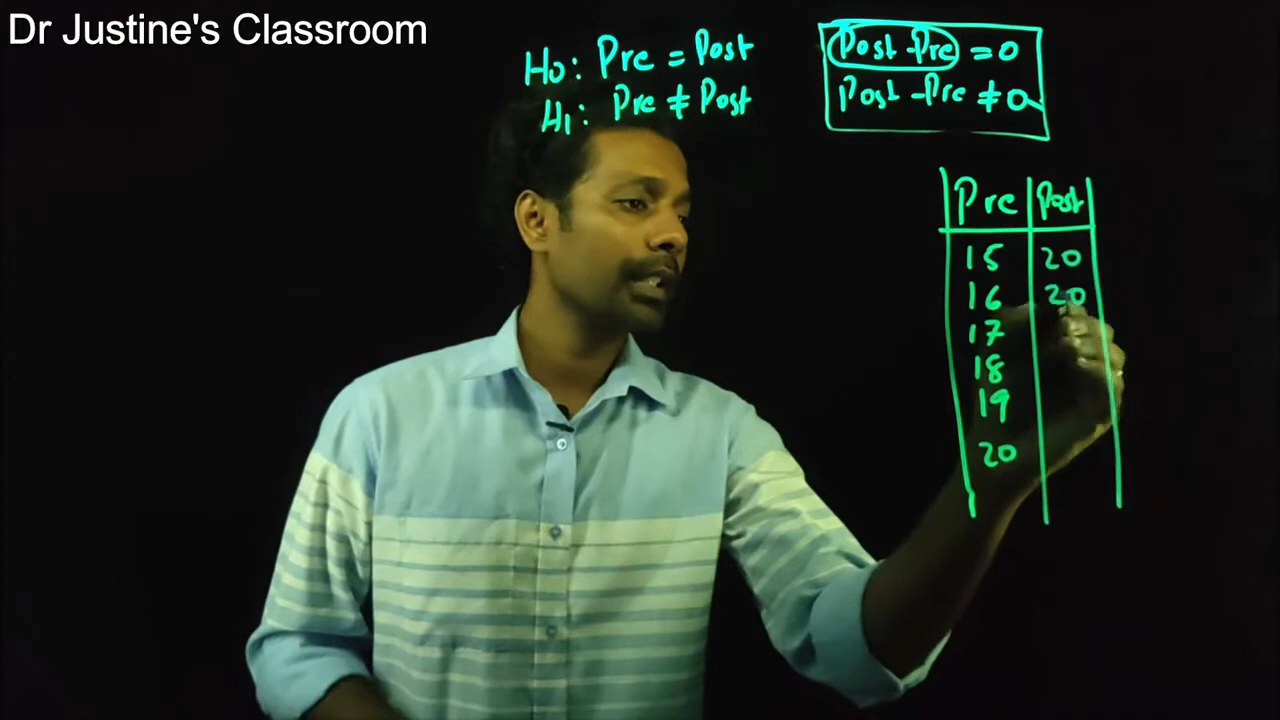 Dr Justine's Classroom
H0: Pre = Post
H1: Pre ≠ Post
Post - Pre = 0
Post - Pre ≠ 0
Pre Post
15 20
16 20
17
18
19
20